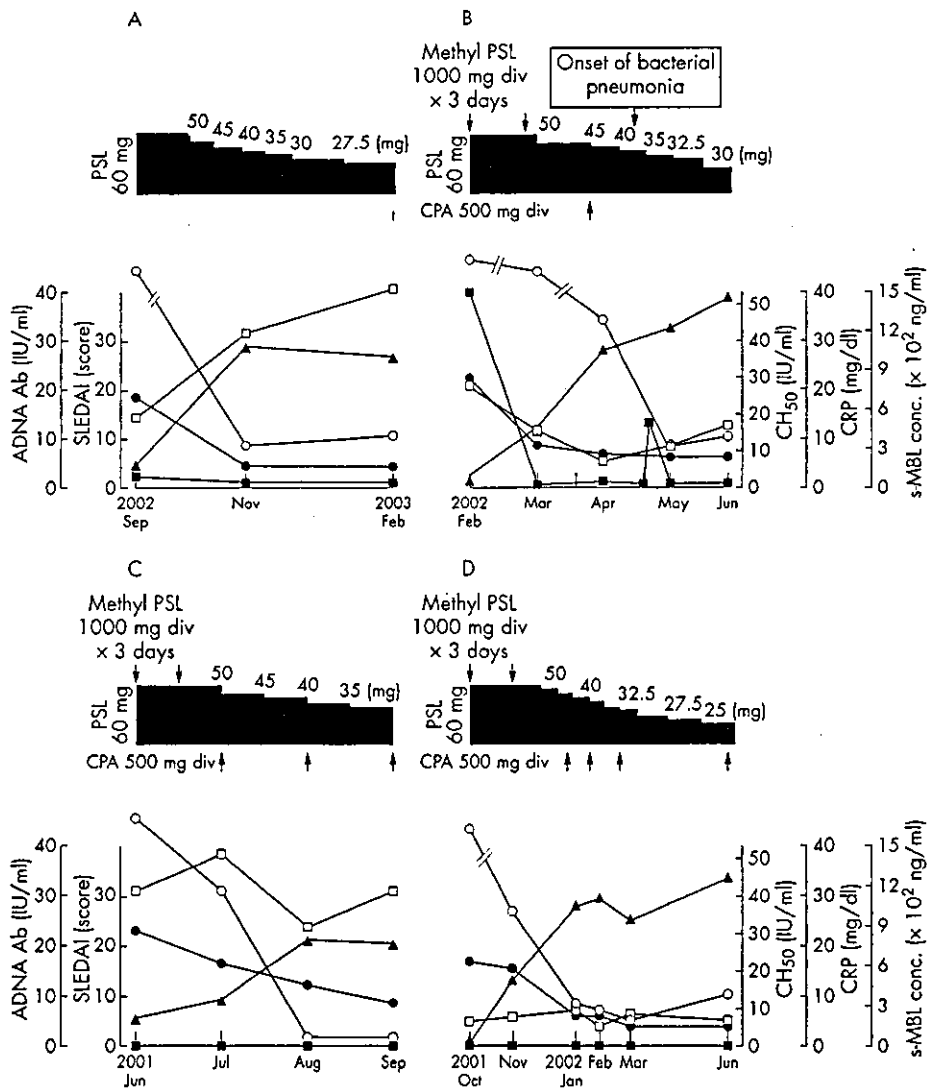 A
B
Methyl PSL
1000 mg div
× 3 days
Onset of bacterial
pneumonia
PSL
60 mg
50
45
40
35
30
27.5 (mg)
PSL
60 mg
50
45
40
35
32.5
30 (mg)
CPA 500 mg div
ADNA Ab (IU/ml)
40
30
20
10
0
SLEDAI (score)
30
20
10
0
CH50 (IU/ml)
50
40
30
20
10
0
CRP (mg/dl)
40
30
20
10
0
s-MBL conc. (× 10² ng/ml)
15
12
9
6
3
0
2002
Sep
Nov
2003
Feb
2002
Feb
Mar
Apr
May
Jun
C
D
Methyl PSL
1000 mg div
× 3 days
Methyl PSL
1000 mg div
× 3 days
PSL
60 mg
50
45
40
35 (mg)
CPA 500 mg div
PSL
60 mg
50
40
32.5
27.5
25 (mg)
CPA 500 mg div
ADNA Ab (IU/ml)
40
30
20
10
0
SLEDAI (score)
30
20
10
0
CH50 (IU/ml)
50
40
30
20
10
0
CRP (mg/dl)
40
30
20
10
0
s-MBL conc. (× 10² ng/ml)
15
12
9
6
3
0
2001
Jun
Jul
Aug
Sep
2001
Oct
Nov
2002
Jan
Feb
Mar
Jun